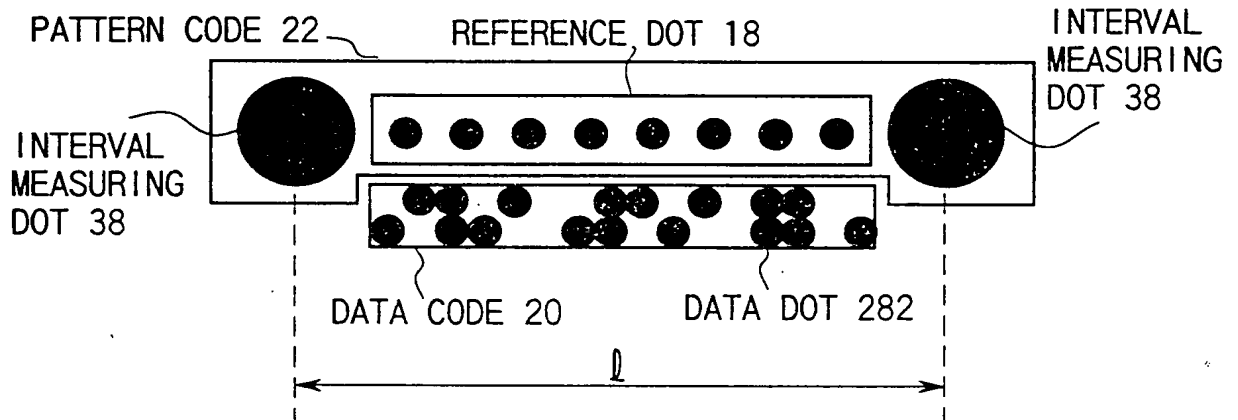 PATTERN CODE 22
REFERENCE DOT 18
INTERVAL
MEASURING
DOT 38
INTERVAL
MEASURING
DOT 38
DATA CODE 20
DATA DOT 282
l